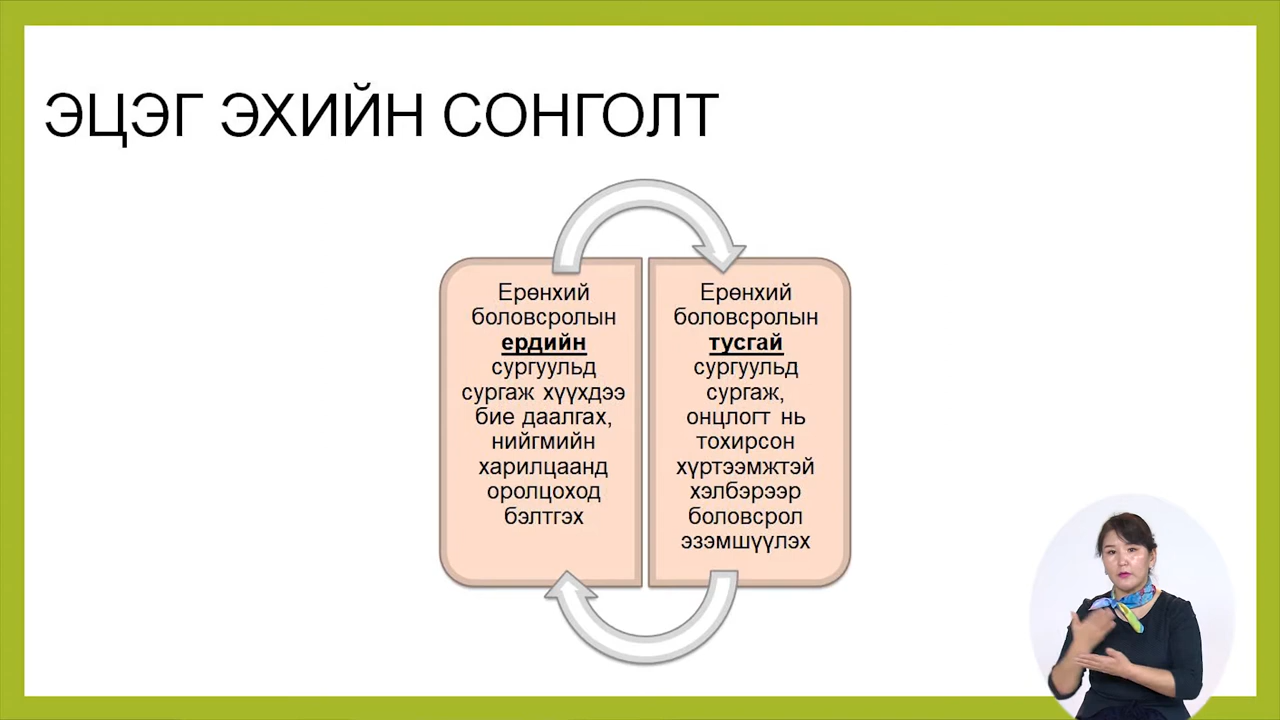 ЭЦЭГ ЭХИЙН СОНГОЛТ
Ерөнхий
боловсролын
ердийн
сургуульд
сургаж хүүхдээ
бие даалгах,
нийгмийн
харилцаанд
оролцоход
бэлтгэх
Ерөнхий
боловсролын
тусгай
сургуульд
сургаж,
онцлогт нь
тохирсон
хүртээмжтэй
хэлбэрээр
боловсрол
эзэмшүүлэх